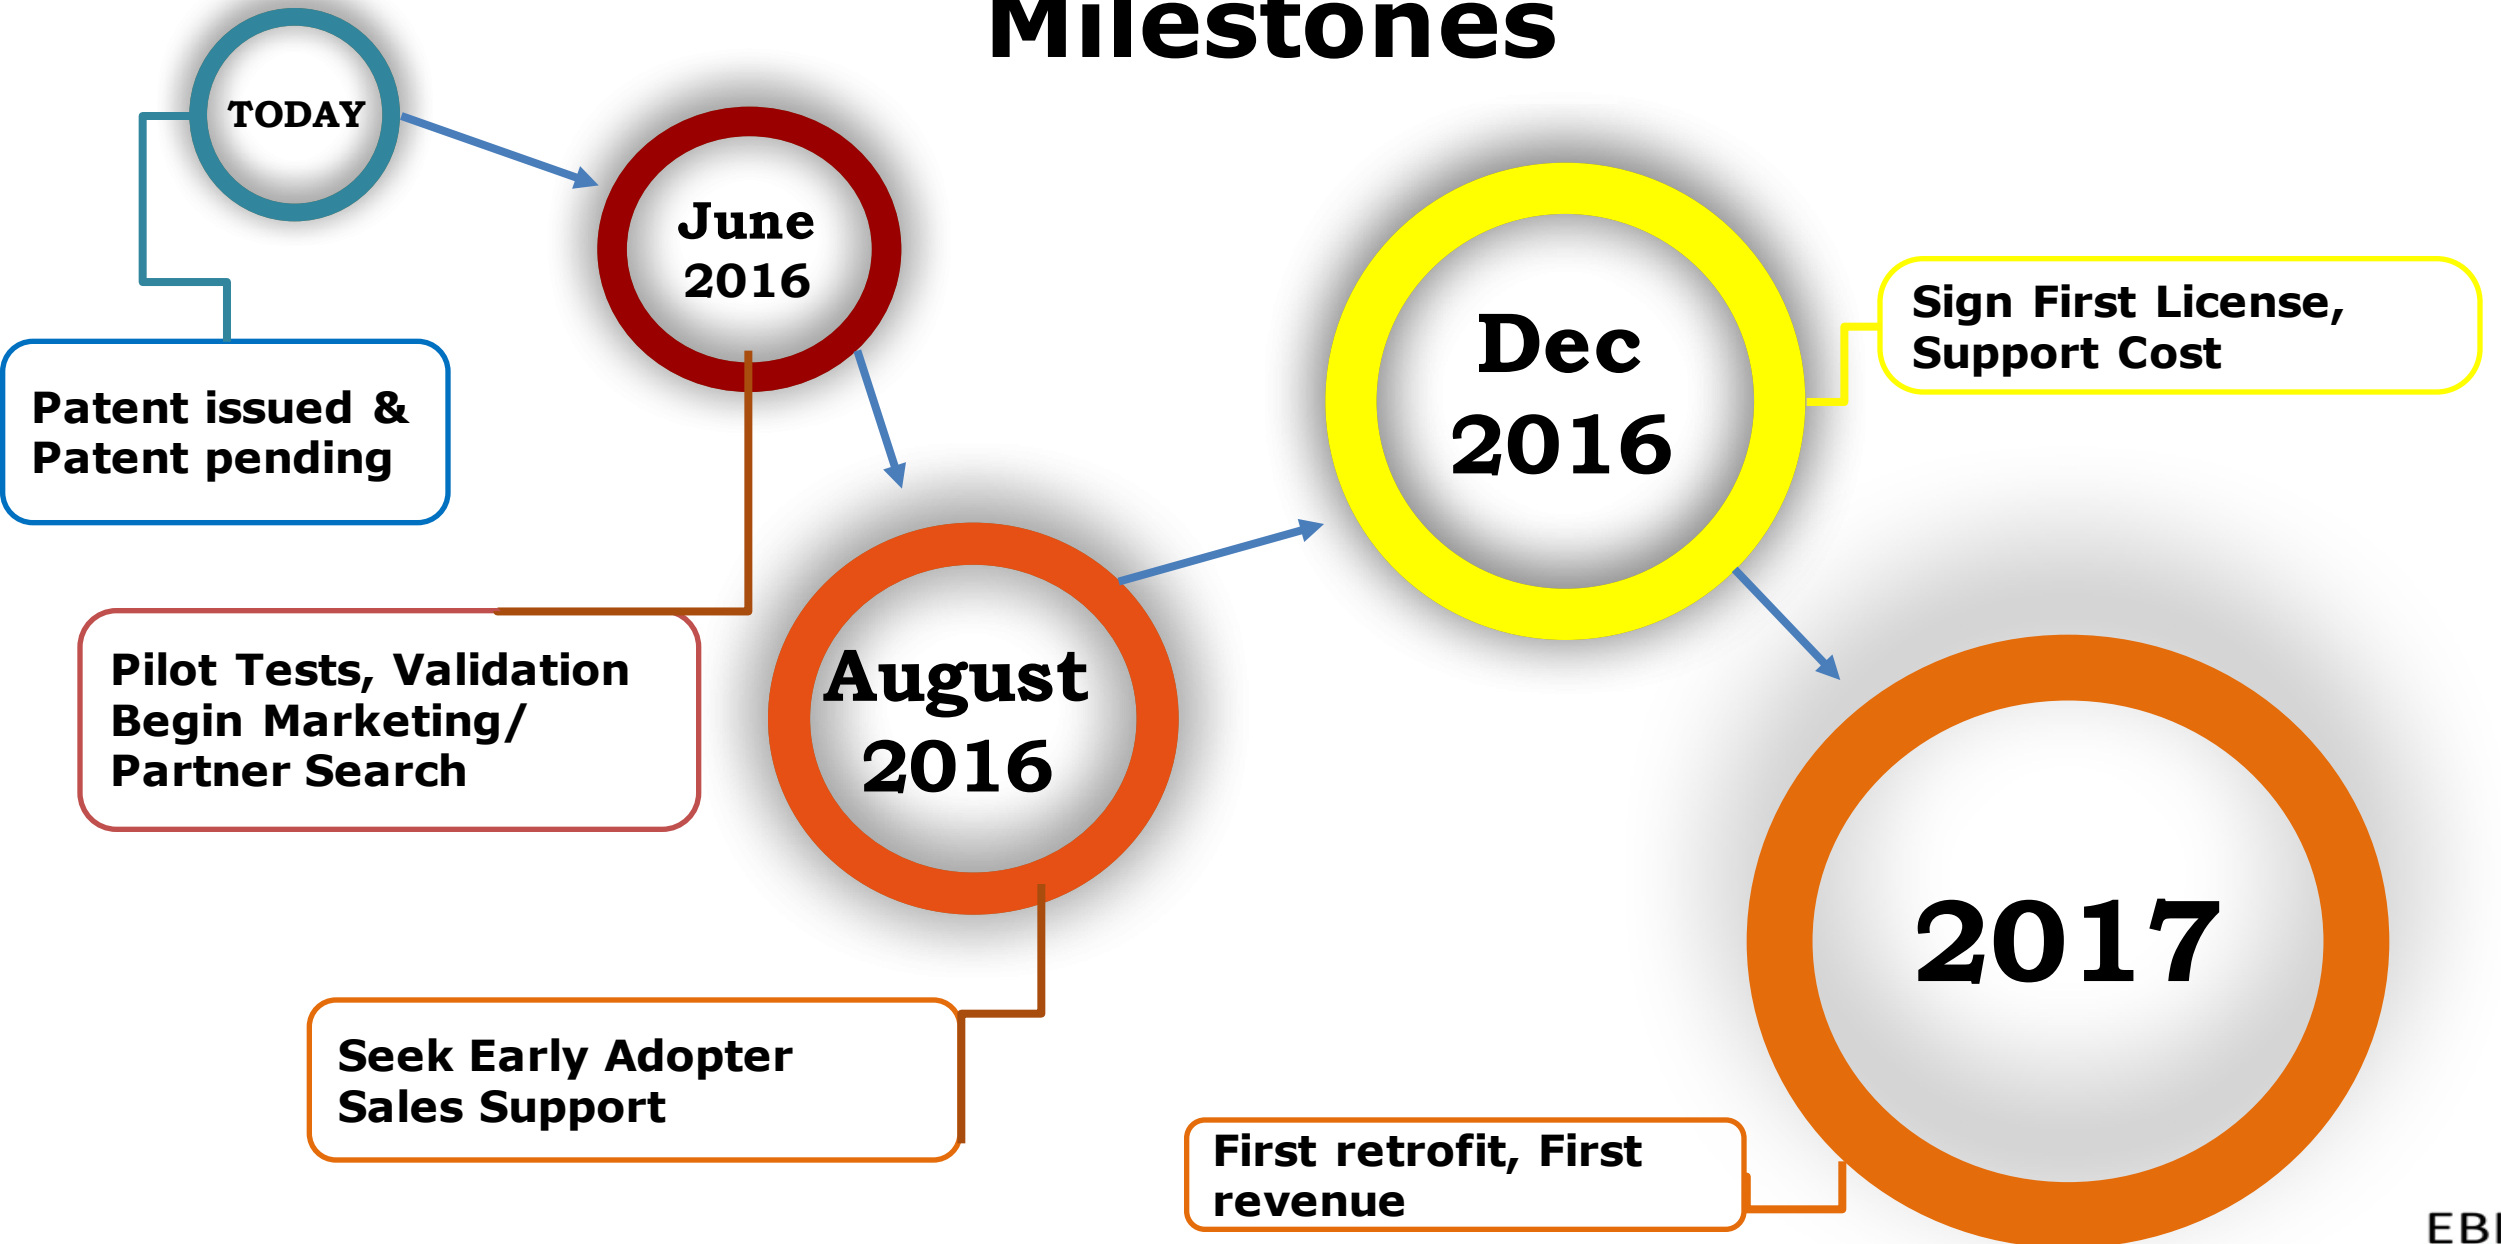 Milestones
TODAY
June
2016
Dec
2016
Sign First License,
Support Cost
Patent issued &
Patent pending
Pilot Tests, Validation
Begin Marketing/
Partner Search
August
2016
2017
Seek Early Adopter
Sales Support
First retrofit, First
revenue